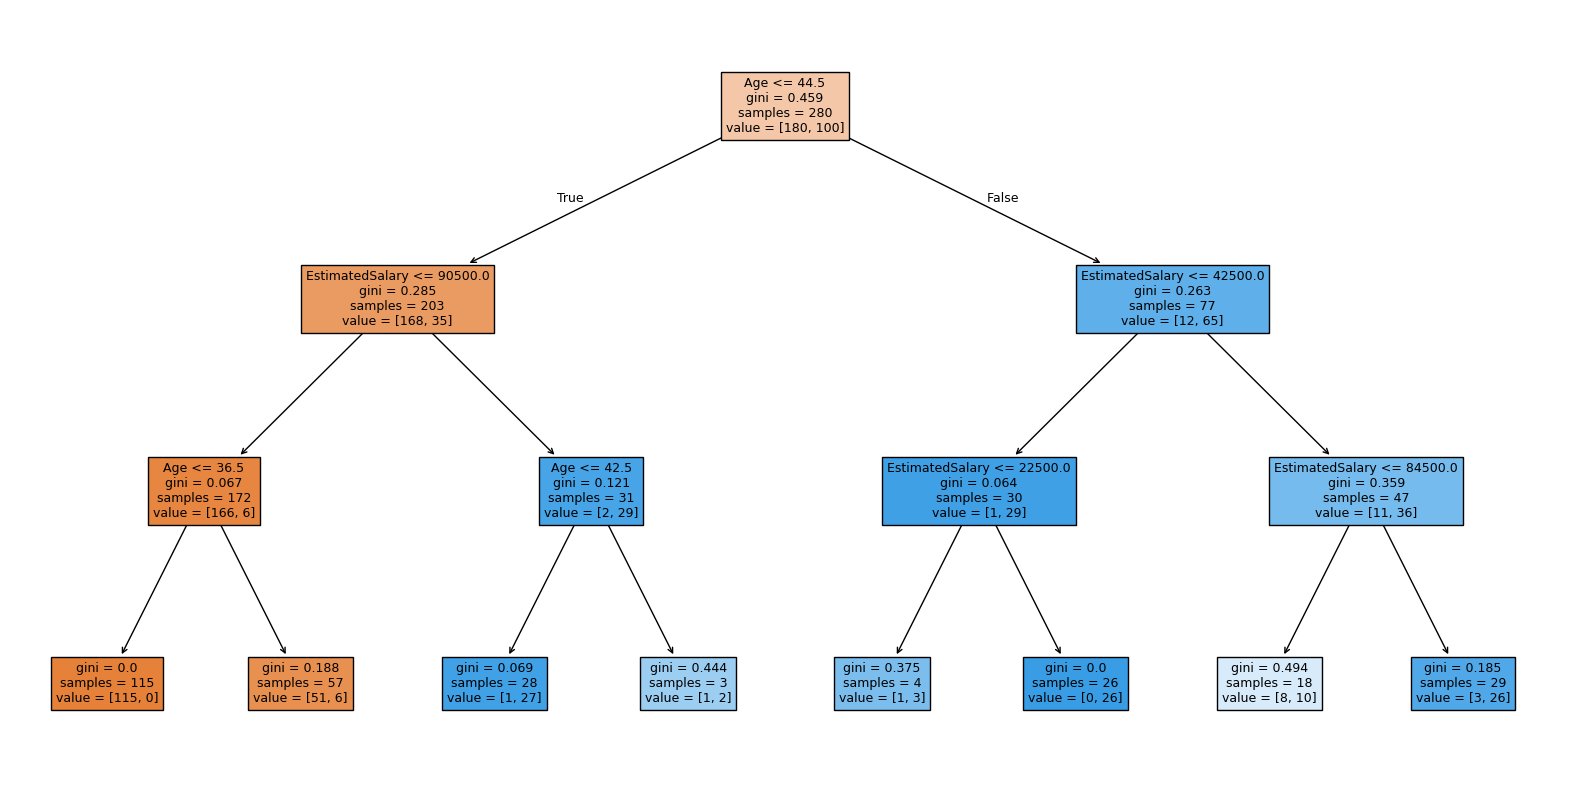 Age <= 44.5
gini = 0.459
samples = 280
value = [180, 100]
True
False
EstimatedSalary <= 90500.0
gini = 0.285
samples = 203
value = [168, 35]
EstimatedSalary <= 42500.0
gini = 0.263
samples = 77
value = [12, 65]
Age <= 36.5
gini = 0.067
samples = 172
value = [166, 6]
Age <= 42.5
gini = 0.121
samples = 31
value = [2, 29]
EstimatedSalary <= 22500.0
gini = 0.064
samples = 30
value = [1, 29]
EstimatedSalary <= 84500.0
gini = 0.359
samples = 47
value = [11, 36]
gini = 0.0
samples = 115
value = [115, 0]
gini = 0.188
samples = 57
value = [51, 6]
gini = 0.069
samples = 28
value = [1, 27]
gini = 0.444
samples = 3
value = [1, 2]
gini = 0.375
samples = 4
value = [1, 3]
gini = 0.0
samples = 26
value = [0, 26]
gini = 0.494
samples = 18
value = [8, 10]
gini = 0.185
samples = 29
value = [3, 26]